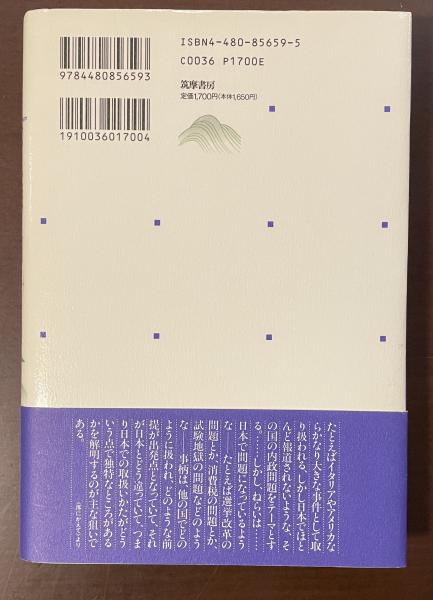 ISBN4-480-85659-5
C0036 P1700E
9784480856593
筑摩書房
定価1,700円(本体1,650円)
1910036017004
たとえばイタリアやアメリカな
らかなり大きな事件として取
り扱われる、しかし日本でほと
んど報道されないような、そ
の国の内政問題をテーマとす
る。……しかし、ねらいは……
日本で問題になっているよう
な――たとえば選挙改革の
問題とか、消費税の問題とか、
試験地獄の問題などのよう
な――事柄は、他の国でどの
ように扱われ、どのような前
提が出発点となっていて、それ
が日本とどう違っていて、つま
り日本での取扱いかたがどう
いう点で独特なところがある
かを解明するのが主な狙いで
ある。
（序にかえてより